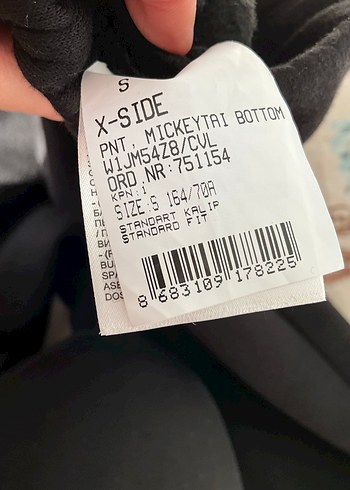 S
X-SIDE
PNT, MICKEYTAI BOTTOM
W1JM54Z8/CVL
ORD NR:751154
KPN:i
SIZE:S 164/70A
STANDART KALIP
STANDARD FIT
8 683109 178225